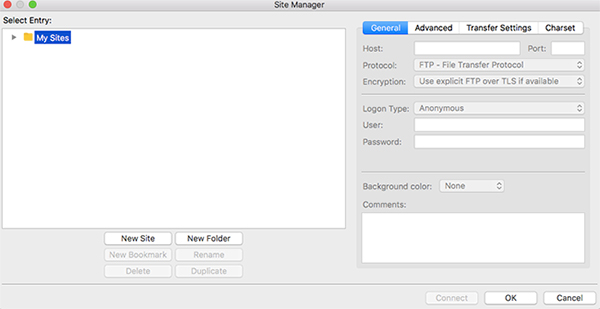 Site Manager
Select Entry:
My Sites
New Site
New Folder
New Bookmark
Rename
Delete
Duplicate
General
Advanced
Transfer Settings
Charset
Host:
Port:
Protocol:
FTP - File Transfer Protocol
Encryption:
Use explicit FTP over TLS if available
Logon Type:
Anonymous
User:
Password:
Background color:
None
Comments:
Connect
OK
Cancel